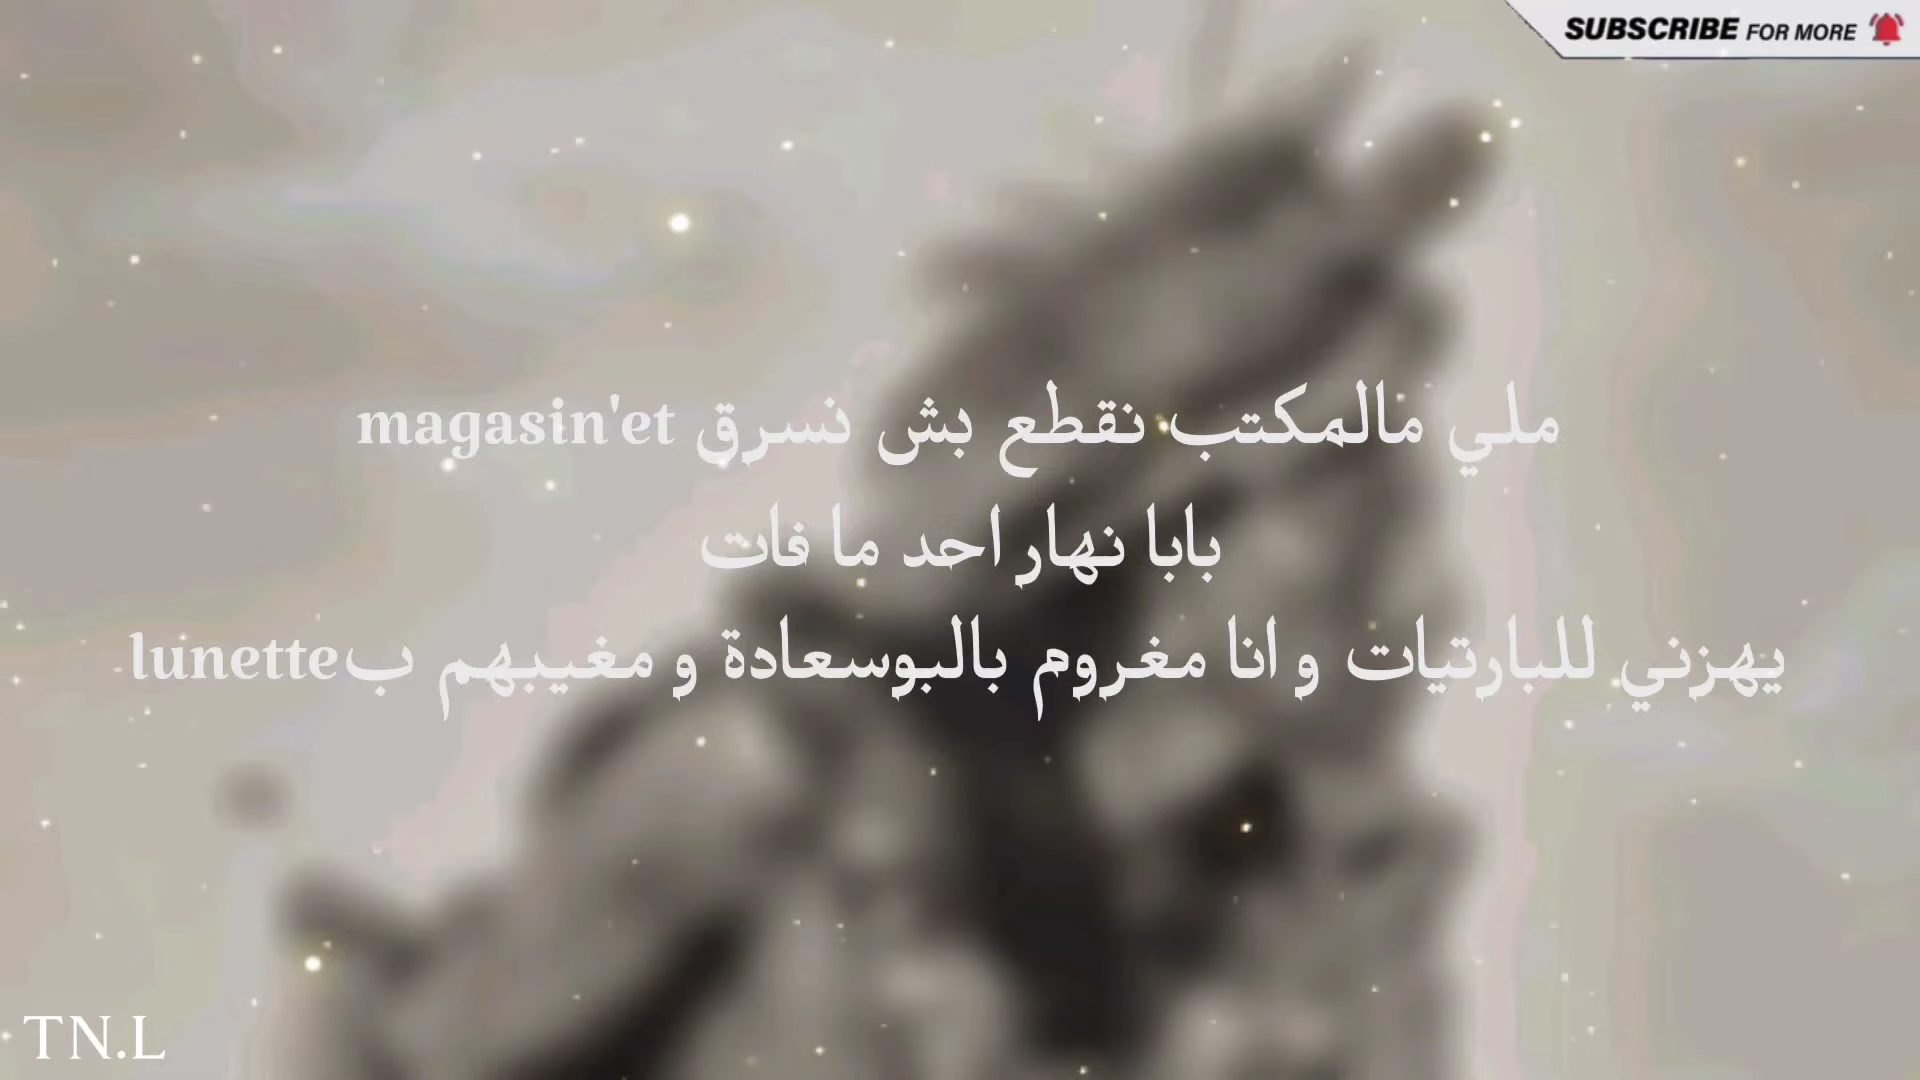 SUBSCRIBE FOR MORE
ملي مالمكتب نقطع بش نسرق magasin'et
بابا نهار احد ما فات
يهزني للبارتيات و انا مغروم بالبوسعادة و مغيبهم بlunette
TN.L